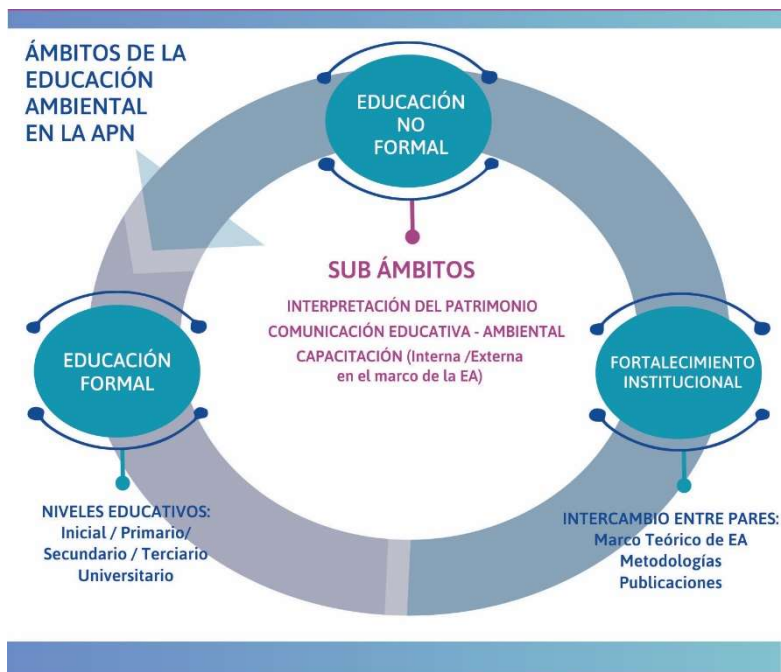 ÁMBITOS DE LA
EDUCACIÓN
AMBIENTAL
EN LA APN
EDUCACIÓN
NO
FORMAL
SUB ÁMBITOS
INTERPRETACIÓN DEL PATRIMONIO
COMUNICACIÓN EDUCATIVA - AMBIENTAL
CAPACITACIÓN (Interna /Externa
en el marco de la EA)
EDUCACIÓN
FORMAL
FORTALECIMIENTO
INSTITUCIONAL
NIVELES EDUCATIVOS:
Inicial / Primario/
Secundario / Terciario
Universitario
INTERCAMBIO ENTRE PARES:
Marco Teórico de EA
Metodologías
Publicaciones